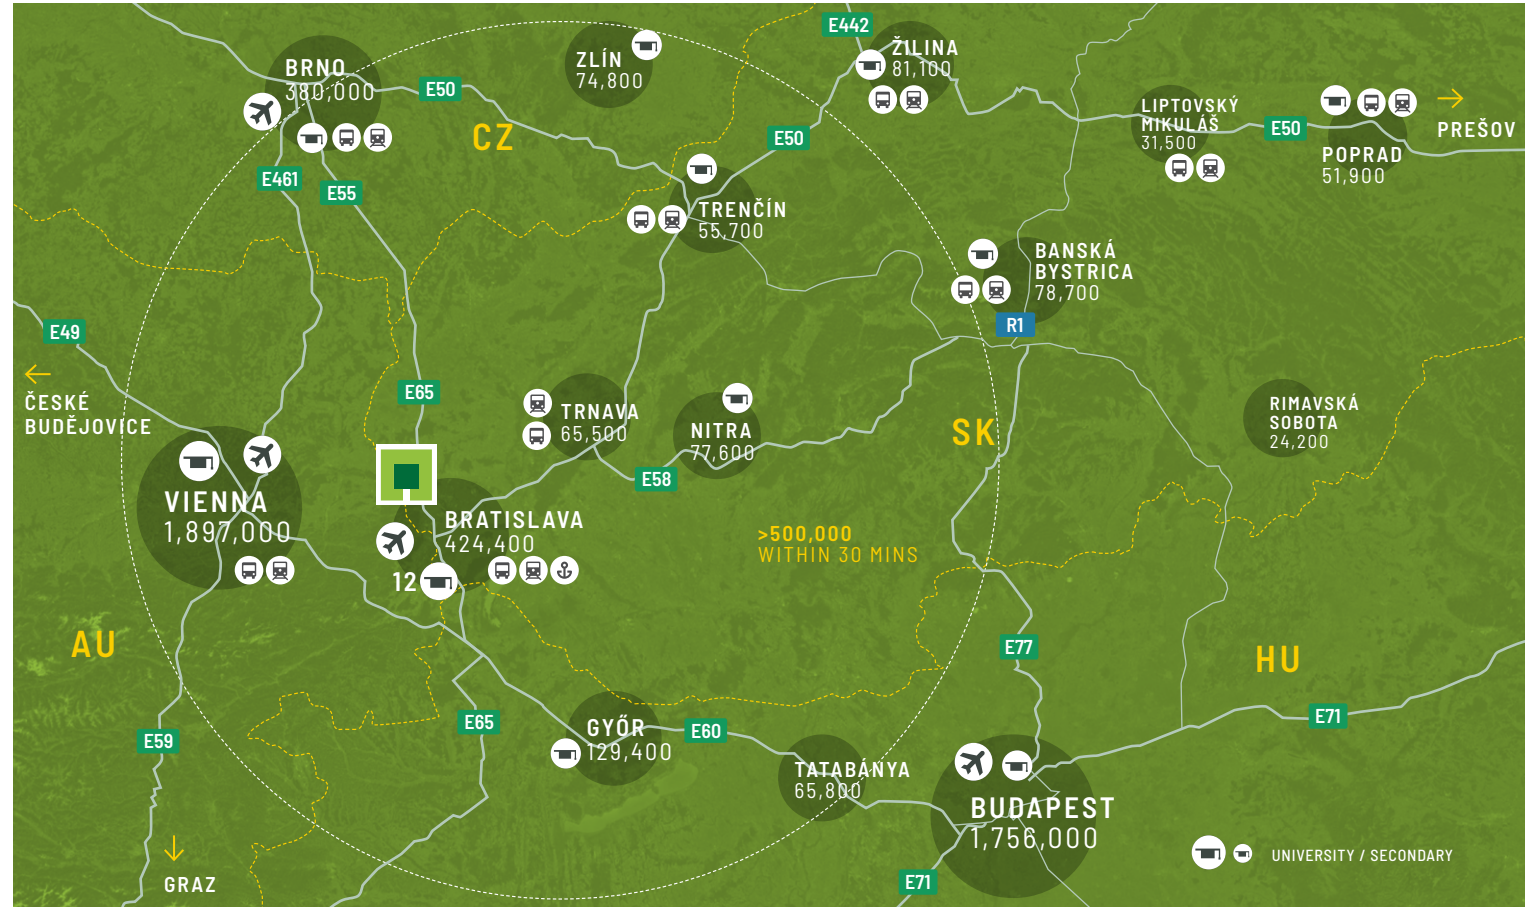 E442
ŽILINA
81,100
BRNO
380,000
E50
ZLÍN
74,800
CZ
E50
LIPTOVSKÝ
MIKULÁŠ
31,500
E50
PREŠOV
POPRAD
51,900
E461
E55
TRENČÍN
55,700
BANSKÁ
BYSTRICA
78,700
R1
E49
ČESKÉ
BUDĚJOVICE
E65
TRNAVA
65,500
NITRA
77,600
E58
SK
RIMAVSKÁ
SOBOTA
24,200
VIENNA
1,897,000
BRATISLAVA
424,400
12
>500,000
WITHIN 30 MINS
AU
E77
HU
E59
E65
GYŐR
129,400
E60
E71
TATABÁNYA
65,800
BUDAPEST
1,756,000
E71
GRAZ
UNIVERSITY / SECONDARY